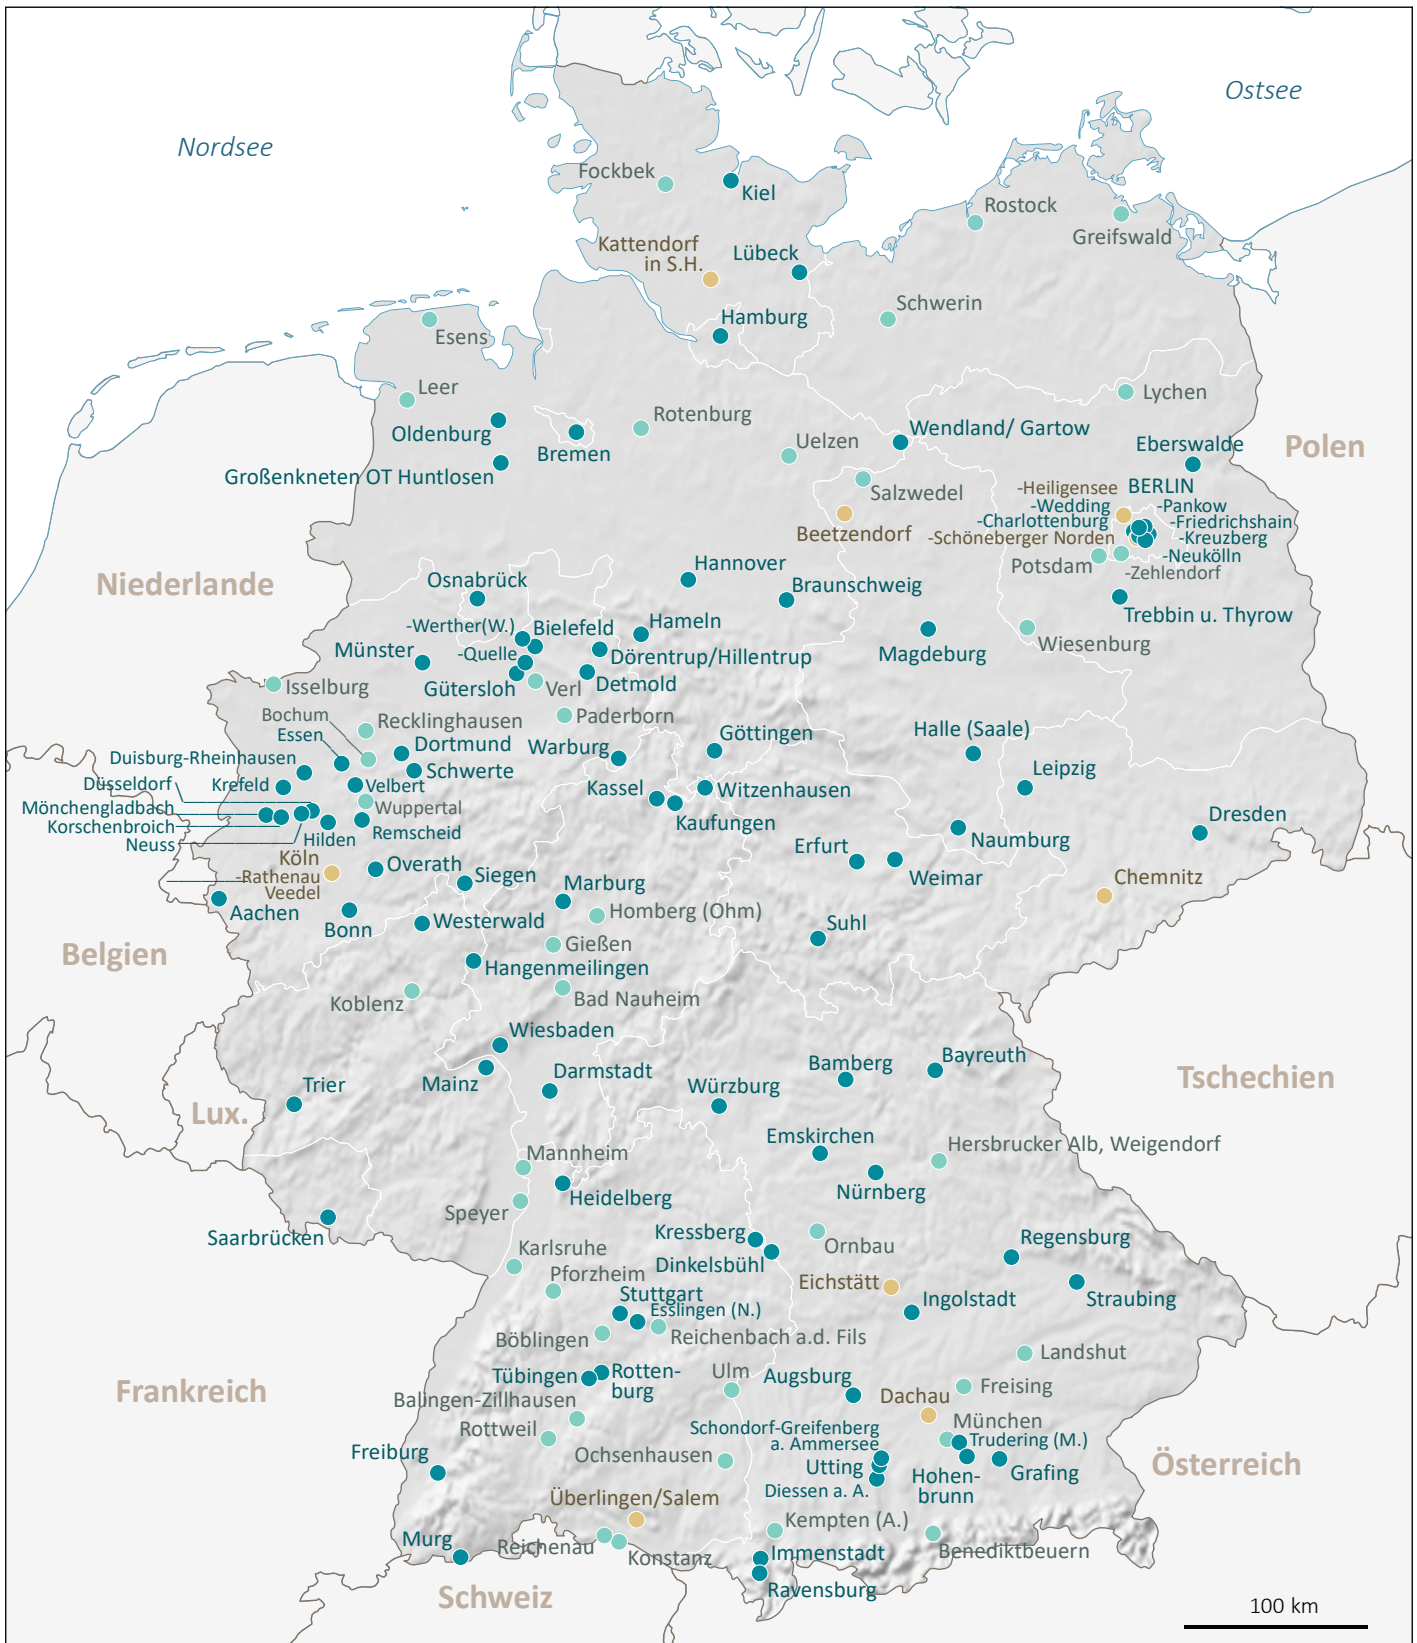 Ostsee
Nordsee
Fockbek
Kiel
Rostock
Greifswald
Kattendorf
in S.H.
Lübeck
Schwerin
Hamburg
Esens
Leer
Lychen
Rotenburg
Oldenburg
Bremen
Uelzen
Wendland/ Gartow
Eberswalde
Polen
Großenkneten OT Huntlosen
Salzwedel
-Heiligensee
BERLIN
-Wedding
-Pankow
-Charlottenburg
-Friedrichshain
Beetzendorf
-Schöneberger Norden
-Kreuzberg
-Neukölln
Potsdam
-Zehlendorf
Hannover
Niederlande
Osnabrück
Braunschweig
Trebbin u. Thyrow
-Werther(W.)
Bielefeld
Hameln
Wiesenburg
Münster
-Quelle
Dörentrup/Hillentrup
Magdeburg
Isselburg
Gütersloh
Verl
Detmold
Bochum
Recklinghausen
Paderborn
Essen
Dortmund
Warburg
Göttingen
Halle (Saale)
Duisburg-Rheinhausen
Schwerte
Leipzig
Düsseldorf
Krefeld
Velbert
Kassel
Witzenhausen
Mönchengladbach
Wuppertal
Korschenbroich
Remscheid
Kaufungen
Dresden
Neuss
Hilden
Erfurt
Naumburg
Köln
-Rathenau
Veedel
Overath
Siegen
Marburg
Weimar
Chemnitz
Aachen
Bonn
Westerwald
Homberg (Ohm)
Suhl
Belgien
Gießen
Hangenmeilingen
Koblenz
Bad Nauheim
Wiesbaden
Bayreuth
Bamberg
Mainz
Darmstadt
Würzburg
Tschechien
Trier
Lux.
Emskirchen
Hersbrucker Alb, Weigendorf
Mannheim
Heidelberg
Nürnberg
Speyer
Saarbrücken
Kressberg
Ornbau
Regensburg
Karlsruhe
Dinkelsbühl
Pforzheim
Eichstätt
Stuttgart
Esslingen (N.)
Ingolstadt
Straubing
Böblingen
Reichenbach a.d. Fils
Landshut
Tübingen
Rotten-
burg
Ulm
Augsburg
Freising
Frankreich
Balingen-Zillhausen
Dachau
Rottweil
Schondorf-Greifenberg
a. Ammersee
München
Trudering (M.)
Freiburg
Ochsenhausen
Utting
Hohen-
brunn
Grafing
Österreich
Diessen a. A.
Überlingen/Salem
Kempten (A.)
Murg
Reichenau
Konstanz
Immenstadt
Benediktbeuern
Schweiz
Ravensburg
100 km